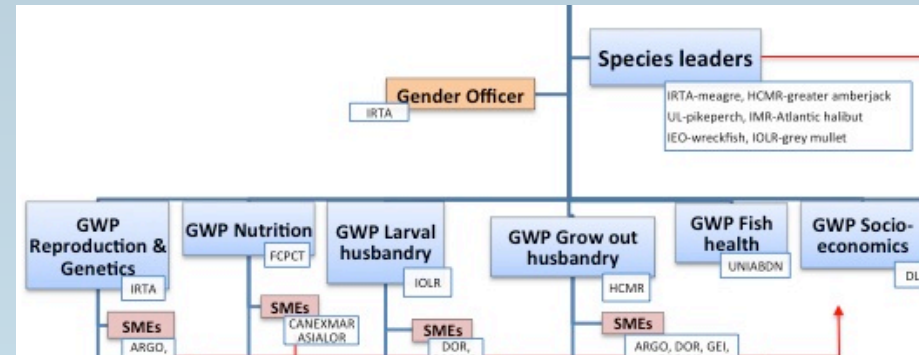 Species leaders
IRTA-meagre, HCMR-greater amberjack
UL-pikeperch, IMR-Atlantic halibut
IEO-wreckfish, IOLR-grey mullet
Gender Officer
IRTA
GWP
Reproduction &
Genetics
IRTA
SMEs
ARGO,
GWP Nutrition
FCPCT
SMEs
CANEXMAR
ASIALOR
GWP Larval
husbandry
IOLR
SMEs
DOR,
GWP Grow out
husbandry
HCMR
SMEs
ARGO, DOR, GEI,
GWP Fish
health
UNIABDN
GWP Socio-
economics